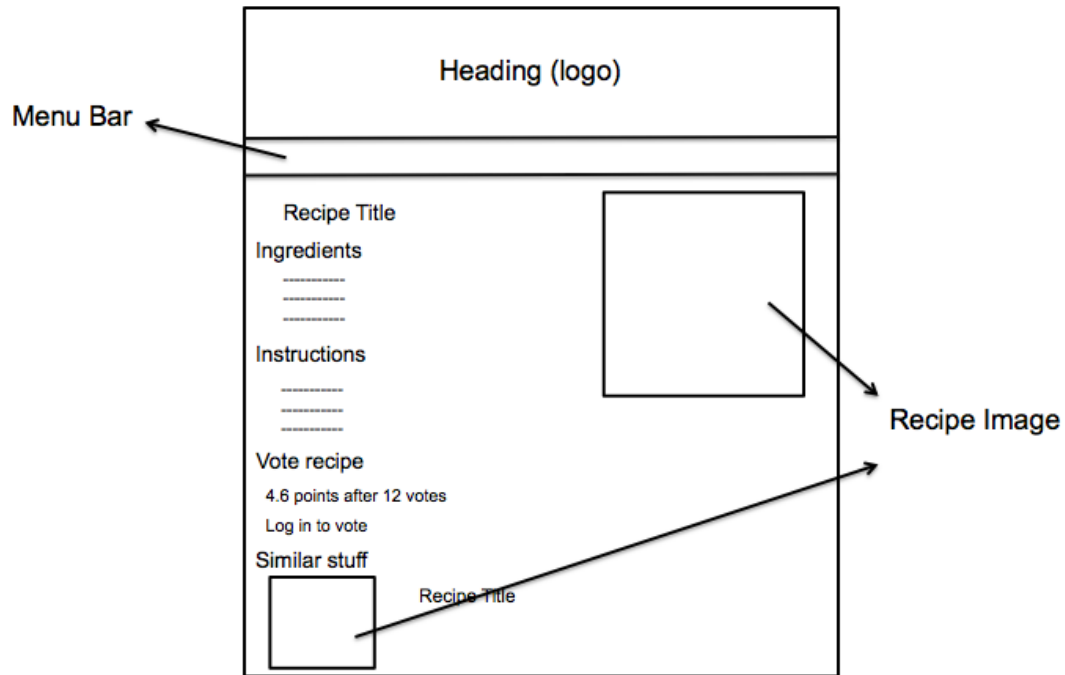 Heading (logo)
Menu Bar
Recipe Title
Ingredients
-----------
-----------
-----------
Instructions
-----------
-----------
-----------
Recipe Image
Vote recipe
4.6 points after 12 votes
Log in to vote
Similar stuff
Recipe Title